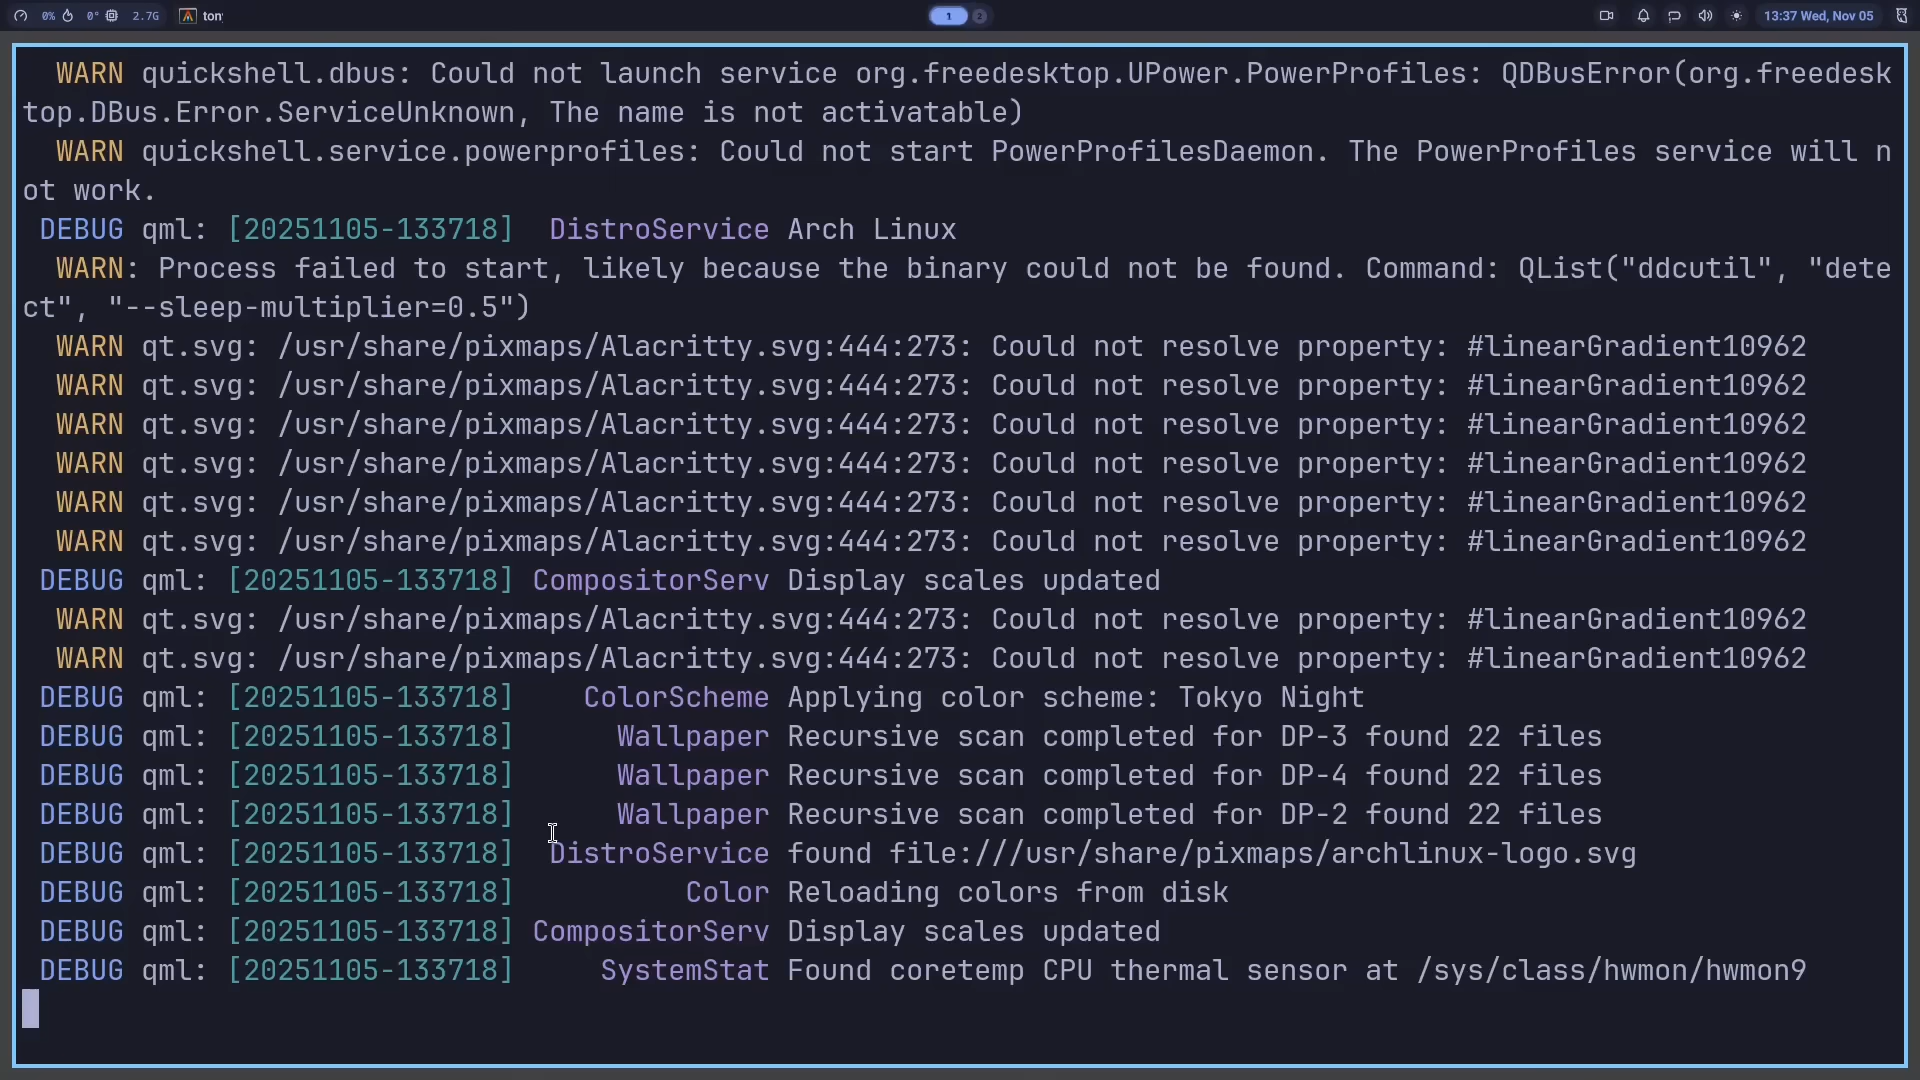 0% 0° 2.7G ton 1 2 13:37 Wed, Nov 05
WARN quickshell.dbus: Could not launch service org.freedesktop.UPower.PowerProfiles: QDBusError(org.freedesk
top.DBus.Error.ServiceUnknown, The name is not activatable)
WARN quickshell.service.powerprofiles: Could not start PowerProfilesDaemon. The PowerProfiles service will n
ot work.
DEBUG qml: [20251105-133718] DistroService Arch Linux
WARN: Process failed to start, likely because the binary could not be found. Command: QList("ddcutil", "dete
ct", "--sleep-multiplier=0.5")
WARN qt.svg: /usr/share/pixmaps/Alacritty.svg:444:273: Could not resolve property: #linearGradient10962
WARN qt.svg: /usr/share/pixmaps/Alacritty.svg:444:273: Could not resolve property: #linearGradient10962
WARN qt.svg: /usr/share/pixmaps/Alacritty.svg:444:273: Could not resolve property: #linearGradient10962
WARN qt.svg: /usr/share/pixmaps/Alacritty.svg:444:273: Could not resolve property: #linearGradient10962
WARN qt.svg: /usr/share/pixmaps/Alacritty.svg:444:273: Could not resolve property: #linearGradient10962
WARN qt.svg: /usr/share/pixmaps/Alacritty.svg:444:273: Could not resolve property: #linearGradient10962
DEBUG qml: [20251105-133718] CompositorServ Display scales updated
WARN qt.svg: /usr/share/pixmaps/Alacritty.svg:444:273: Could not resolve property: #linearGradient10962
WARN qt.svg: /usr/share/pixmaps/Alacritty.svg:444:273: Could not resolve property: #linearGradient10962
DEBUG qml: [20251105-133718] ColorScheme Applying color scheme: Tokyo Night
DEBUG qml: [20251105-133718] Wallpaper Recursive scan completed for DP-3 found 22 files
DEBUG qml: [20251105-133718] Wallpaper Recursive scan completed for DP-4 found 22 files
DEBUG qml: [20251105-133718] Wallpaper Recursive scan completed for DP-2 found 22 files
DEBUG qml: [20251105-133718] DistroService found file:///usr/share/pixmaps/archlinux-logo.svg
DEBUG qml: [20251105-133718] Color Reloading colors from disk
DEBUG qml: [20251105-133718] CompositorServ Display scales updated
DEBUG qml: [20251105-133718] SystemStat Found coretemp CPU thermal sensor at /sys/class/hwmon/hwmon9